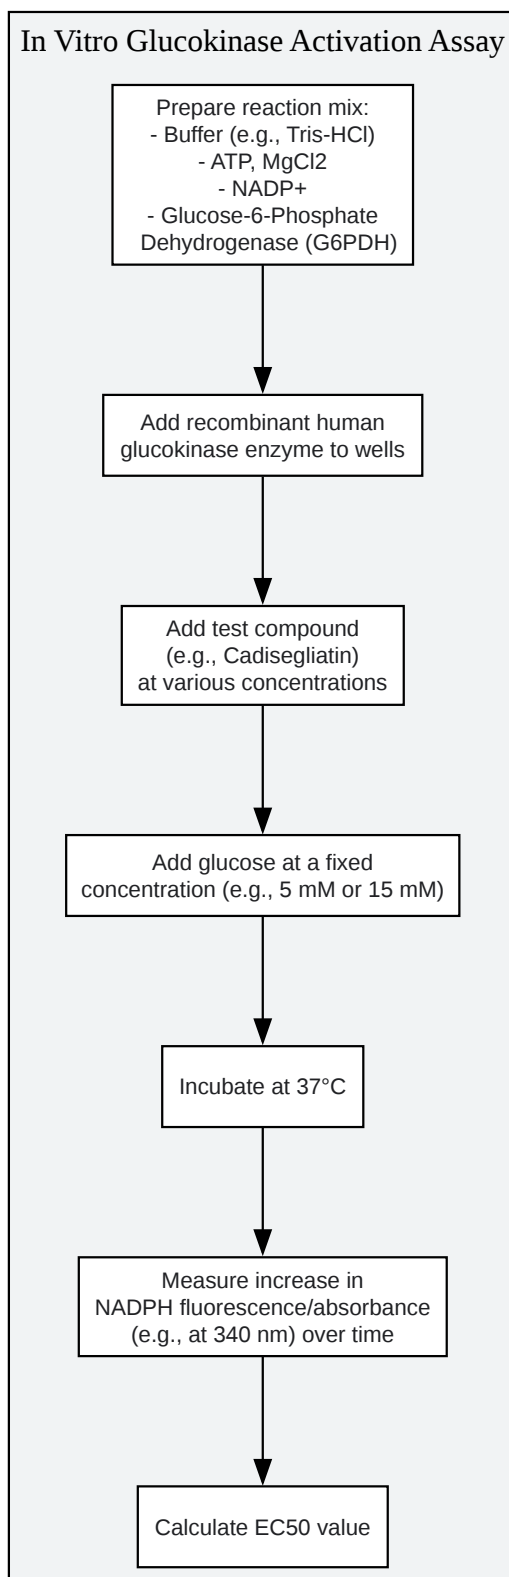 In Vitro Glucokinase Activation Assay
Prepare reaction mix:
- Buffer (e.g., Tris-HCl)
- ATP, MgCl2
- NADP+
- Glucose-6-Phosphate
Dehydrogenase (G6PDH)
Add recombinant human
glucokinase enzyme to wells
Add test compound
(e.g., Cadisegliatin)
at various concentrations
Add glucose at a fixed
concentration (e.g., 5 mM or 15 mM)
Incubate at 37°C
Measure increase in
NADPH fluorescence/absorbance
(e.g., at 340 nm) over time
Calculate EC50 value